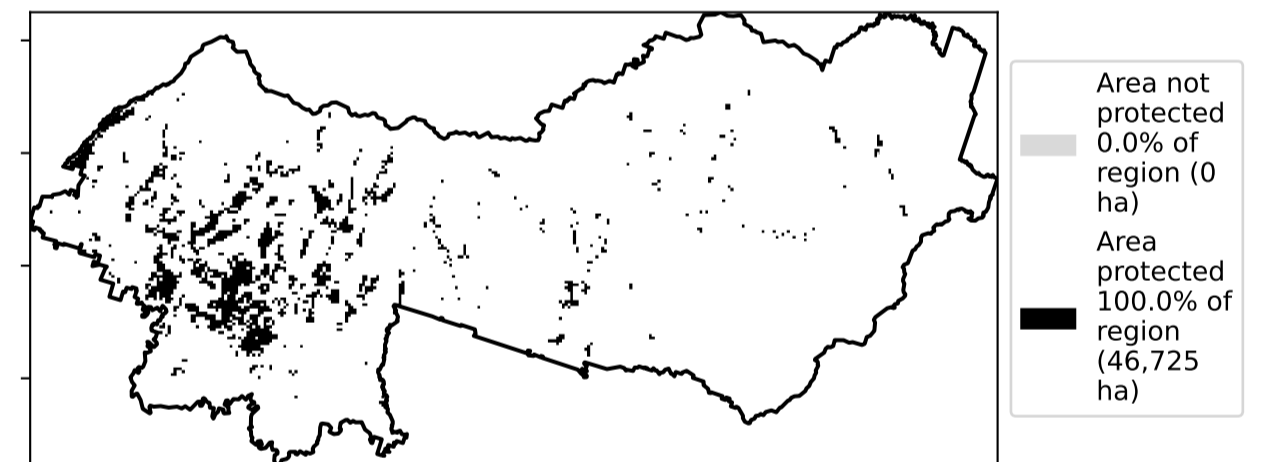 Area not
protected
0.0% of
region (0
ha)
Area
protected
100.0% of
region
(46,725
ha)